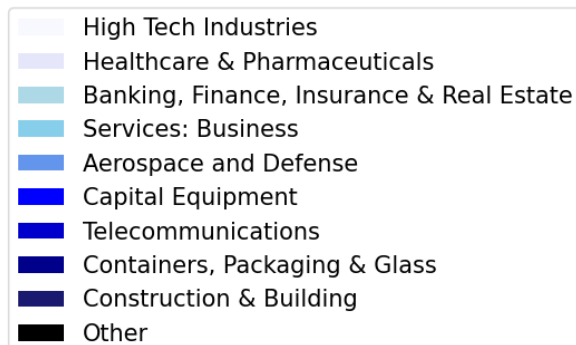 High Tech Industries
Healthcare & Pharmaceuticals
Banking, Finance, Insurance & Real Estate
Services: Business
Aerospace and Defense
Capital Equipment
Telecommunications
Containers, Packaging & Glass
Construction & Building
Other